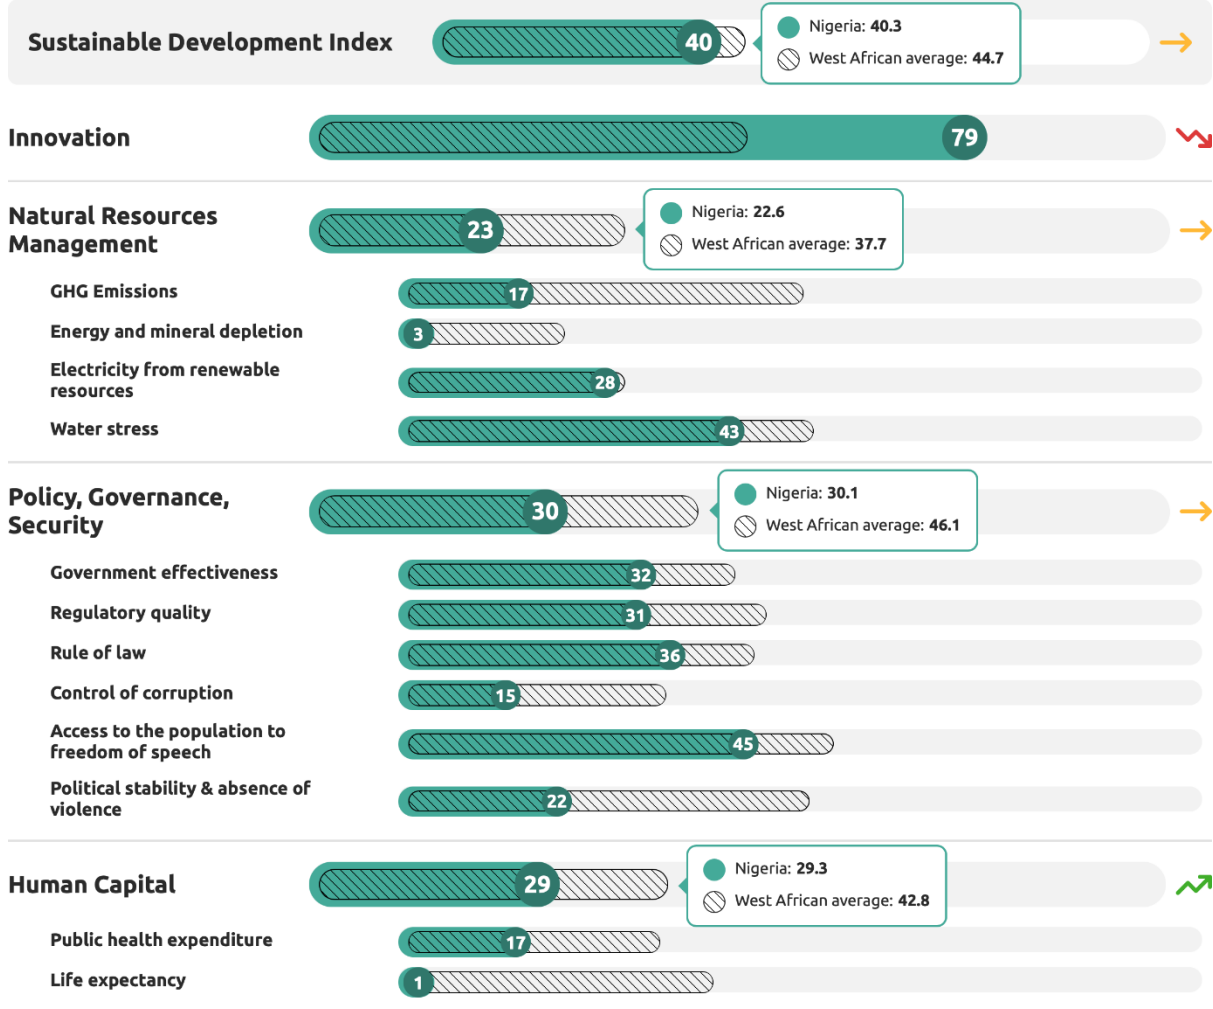 Sustainable Development Index
40
Nigeria: 40.3
West African average: 44.7
Innovation
79
Natural Resources
Management
23
Nigeria: 22.6
West African average: 37.7
GHG Emissions
17
Energy and mineral depletion
3
Electricity from renewable
resources
28
Water stress
43
Policy, Governance,
Security
30
Nigeria: 30.1
West African average: 46.1
Government effectiveness
32
Regulatory quality
31
Rule of law
36
Control of corruption
15
Access to the population to
freedom of speech
45
Political stability & absence of
violence
22
Human Capital
29
Nigeria: 29.3
West African average: 42.8
Public health expenditure
17
Life expectancy
1